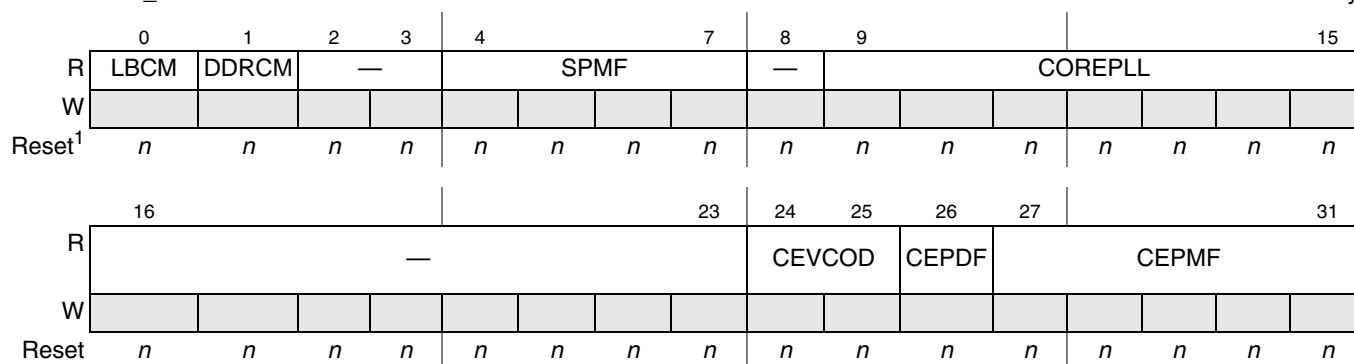 0 1 2 3 4 7 8 9 15
R LBCM DDRCM — SPMF — COREPLL
W
Reset1 n n n n n n n n n n n n n n n n
16 23 24 25 26 27 31
R — CEVCOD CEPDF CEPMF
W
Reset n n n n n n n n n n n n n n n n